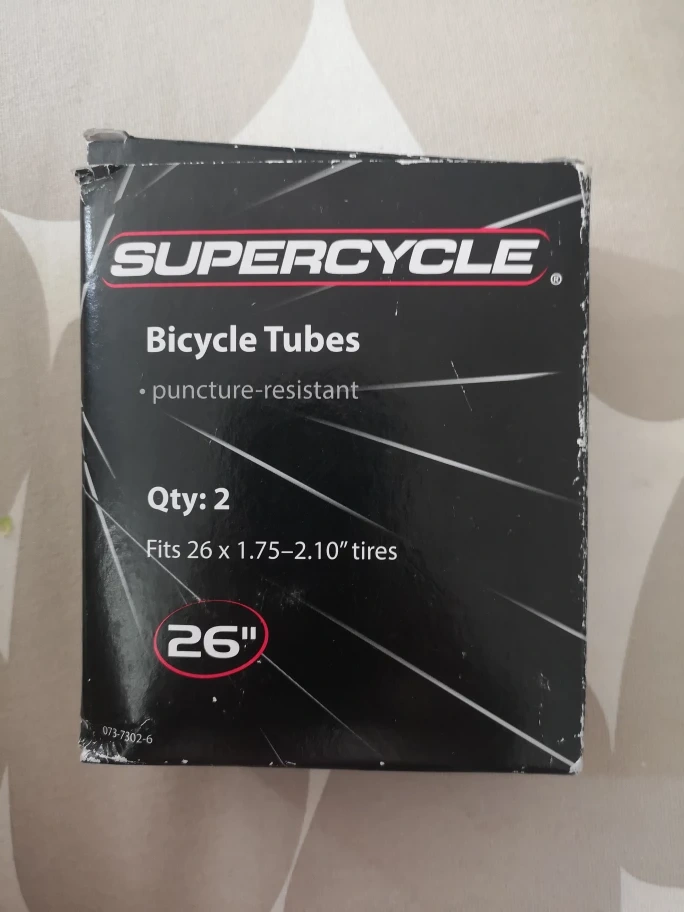 SUPERCYCLE®
Bicycle Tubes
• puncture-resistant
Qty: 2
Fits 26 x 1.75–2.10" tires
26"
073-7302-6